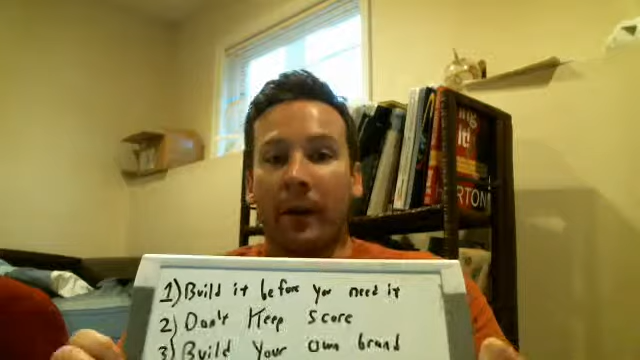 1) Build it before you need it
2) Don't Keep Score
3) Build Your own brand